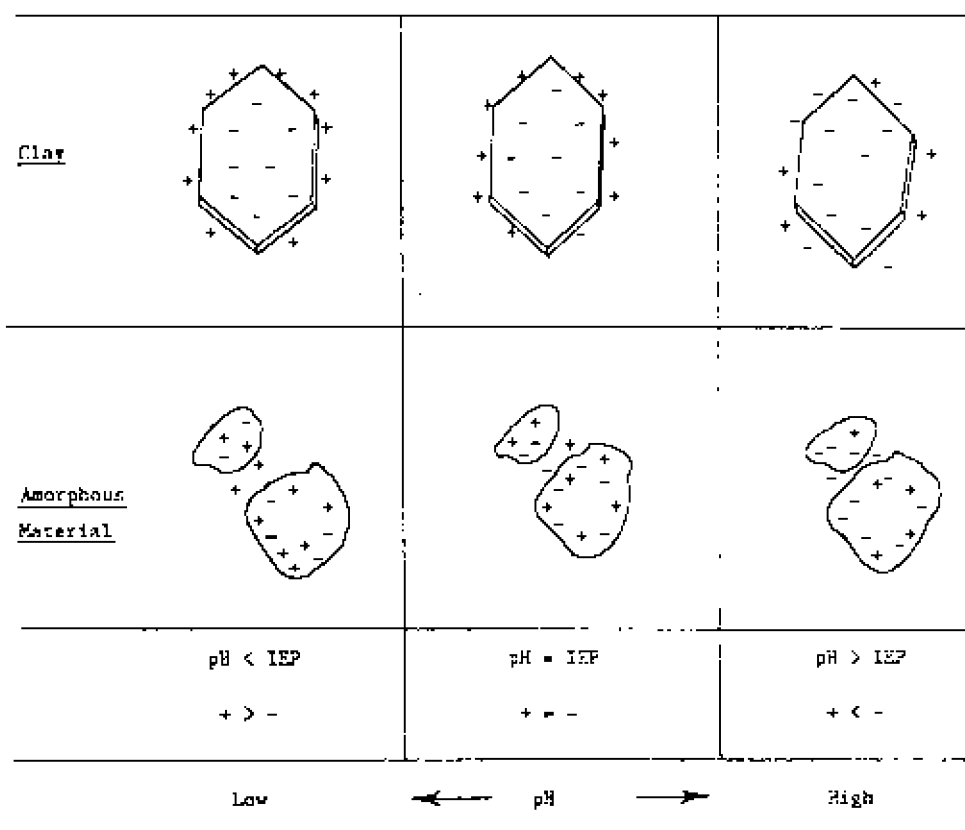 Clay
Amorphous
Material
pH < IEP
pH = IEP
pH > IEP
+ > -
+ = -
+ < -
Low
pH
High